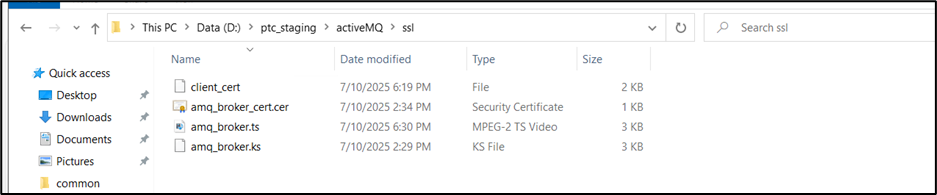 This PC > Data (D:) > ptc_staging > activeMQ > ssl
Search ssl
Name Date modified Type Size
Quick access
Desktop
Downloads
Documents
Pictures
common
client_cert 7/10/2025 6:19 PM File 2 KB
amq_broker_cert.cer 7/10/2025 2:34 PM Security Certificate 1 KB
amq_broker.ts 7/10/2025 6:30 PM MPEG-2 TS Video 3 KB
amq_broker.ks 7/10/2025 2:29 PM KS File 3 KB